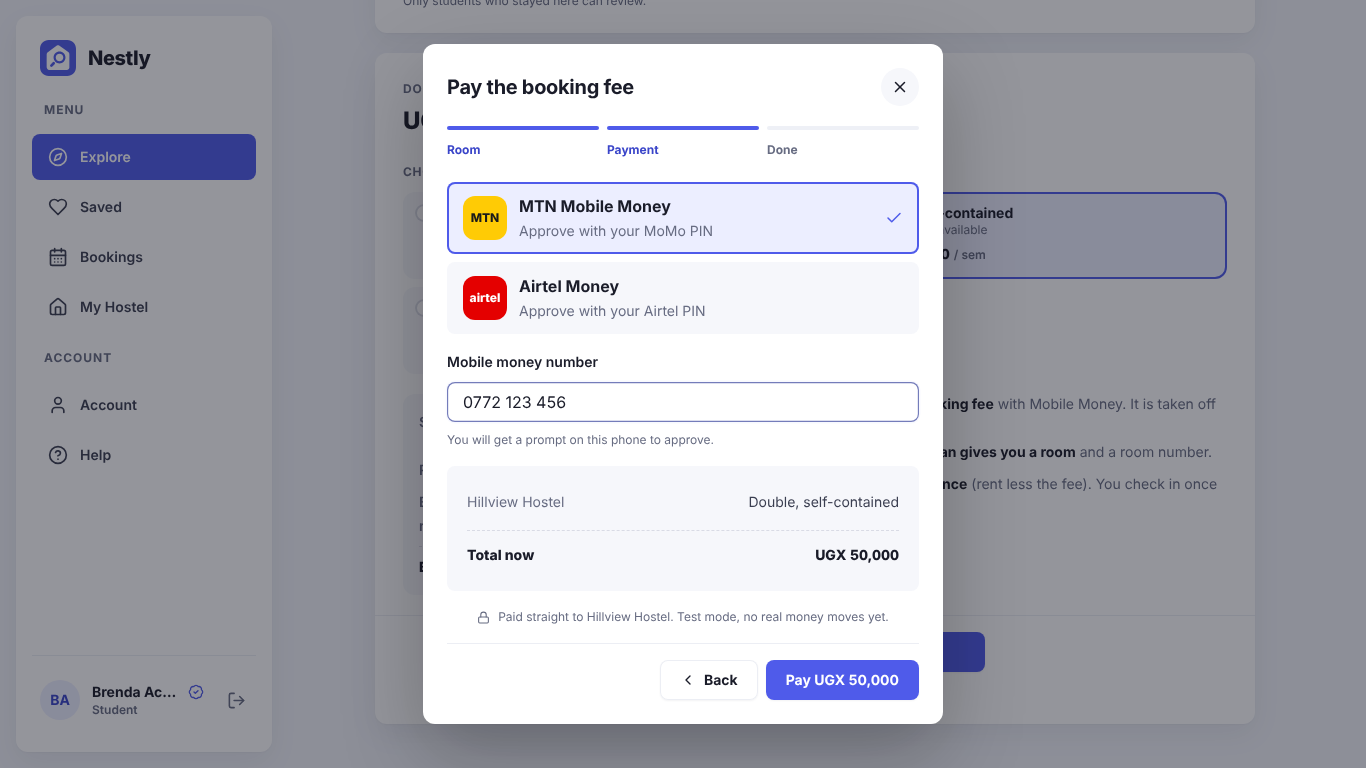 Only students who stayed here can review.
Nestly
MENU
Explore
Saved
Bookings
My Hostel
ACCOUNT
Account
Help
BA
Brenda Ac...
Student
Pay the booking fee
Room
Payment
Done
MTN
MTN Mobile Money
Approve with your MoMo PIN
airtel
Airtel Money
Approve with your Airtel PIN
Mobile money number
0772 123 456
You will get a prompt on this phone to approve.
Hillview Hostel
Double, self-contained
Total now
UGX 50,000
Paid straight to Hillview Hostel. Test mode, no real money moves yet.
Back
Pay UGX 50,000
-contained
/ sem
fee with Mobile Money. It is taken off
gives you a room and a room number.
(rent less the fee). You check in once